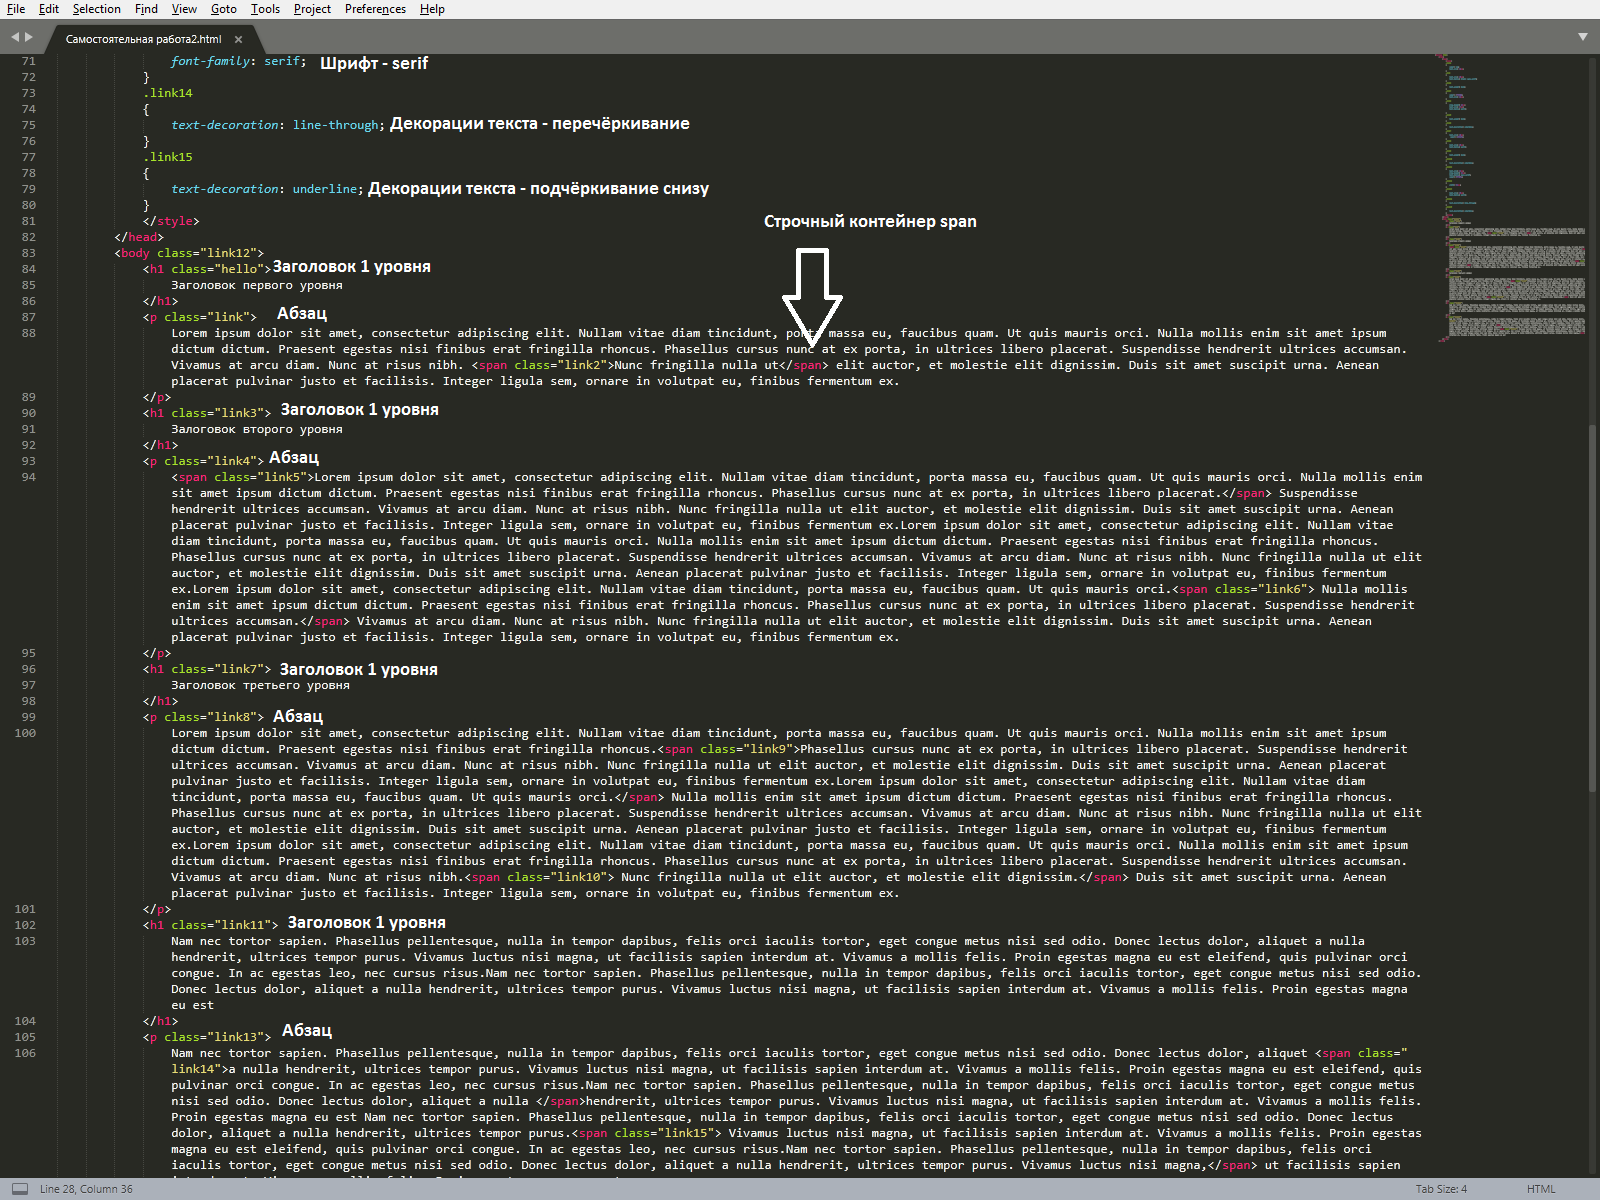 File Edit Selection Find View Goto Tools Project Preferences Help
Самостоятельная работа2.html ×
71 font-family: serif; Шрифт - serif
72 }
73 .link14
74 {
75 text-decoration: line-through; Декорации текста - перечёркивание
76 }
77 .link15
78 {
79 text-decoration: underline; Декорации текста - подчёркивание снизу
80 }
81 </style>
Строчный контейнер span
82 </head>
83 <body class="link12">
84 <h1 class="hello"> Заголовок 1 уровня
85 Заголовок первого уровня
86 </h1>
87 <p class="link"> Абзац
88 Lorem ipsum dolor sit amet, consectetur adipiscing elit. Nullam vitae diam tincidunt, porta massa eu, faucibus quam. Ut quis mauris orci. Nulla mollis enim sit amet ipsum
dictum dictum. Praesent egestas nisi finibus erat fringilla rhoncus. Phasellus cursus nunc at ex porta, in ultrices libero placerat. Suspendisse hendrerit ultrices accumsan.
Vivamus at arcu diam. Nunc at risus nibh. <span class="link2">Nunc fringilla nulla ut</span> elit auctor, et molestie elit dignissim. Duis sit amet suscipit urna. Aenean
placerat pulvinar justo et facilisis. Integer ligula sem, ornare in volutpat eu, finibus fermentum ex.
89 </p>
90 <h1 class="link3"> Заголовок 1 уровня
91 Залоговок второго уровня
92 </h1>
93 <p class="link4"> Абзац
94 <span class="link5">Lorem ipsum dolor sit amet, consectetur adipiscing elit. Nullam vitae diam tincidunt, porta massa eu, faucibus quam. Ut quis mauris orci. Nulla mollis enim
sit amet ipsum dictum dictum. Praesent egestas nisi finibus erat fringilla rhoncus. Phasellus cursus nunc at ex porta, in ultrices libero placerat.</span> Suspendisse
hendrerit ultrices accumsan. Vivamus at arcu diam. Nunc at risus nibh. Nunc fringilla nulla ut elit auctor, et molestie elit dignissim. Duis sit amet suscipit urna. Aenean
placerat pulvinar justo et facilisis. Integer ligula sem, ornare in volutpat eu, finibus fermentum ex.Lorem ipsum dolor sit amet, consectetur adipiscing elit. Nullam vitae
diam tincidunt, porta massa eu, faucibus quam. Ut quis mauris orci. Nulla mollis enim sit amet ipsum dictum dictum. Praesent egestas nisi finibus erat fringilla rhoncus.
Phasellus cursus nunc at ex porta, in ultrices libero placerat. Suspendisse hendrerit ultrices accumsan. Vivamus at arcu diam. Nunc at risus nibh. Nunc fringilla nulla ut elit
auctor, et molestie elit dignissim. Duis sit amet suscipit urna. Aenean placerat pulvinar justo et facilisis. Integer ligula sem, ornare in volutpat eu, finibus fermentum
ex.Lorem ipsum dolor sit amet, consectetur adipiscing elit. Nullam vitae diam tincidunt, porta massa eu, faucibus quam. Ut quis mauris orci.<span class="link6"> Nulla mollis
enim sit amet ipsum dictum dictum. Praesent egestas nisi finibus erat fringilla rhoncus. Phasellus cursus nunc at ex porta, in ultrices libero placerat. Suspendisse hendrerit
ultrices accumsan.</span> Vivamus at arcu diam. Nunc at risus nibh. Nunc fringilla nulla ut elit auctor, et molestie elit dignissim. Duis sit amet suscipit urna. Aenean
placerat pulvinar justo et facilisis. Integer ligula sem, ornare in volutpat eu, finibus fermentum ex.
95 </p>
96 <h1 class="link7"> Заголовок 1 уровня
97 Заголовок третьего уровня
98 </h1>
99 <p class="link8"> Абзац
100 Lorem ipsum dolor sit amet, consectetur adipiscing elit. Nullam vitae diam tincidunt, porta massa eu, faucibus quam. Ut quis mauris orci. Nulla mollis enim sit amet ipsum
dictum dictum. Praesent egestas nisi finibus erat fringilla rhoncus.<span class="link9">Phasellus cursus nunc at ex porta, in ultrices libero placerat. Suspendisse hendrerit
ultrices accumsan. Vivamus at arcu diam. Nunc at risus nibh. Nunc fringilla nulla ut elit auctor, et molestie elit dignissim. Duis sit amet suscipit urna. Aenean placerat
pulvinar justo et facilisis. Integer ligula sem, ornare in volutpat eu, finibus fermentum ex.Lorem ipsum dolor sit amet, consectetur adipiscing elit. Nullam vitae diam
tincidunt, porta massa eu, faucibus quam. Ut quis mauris orci.</span> Nulla mollis enim sit amet ipsum dictum dictum. Praesent egestas nisi finibus erat fringilla rhoncus.
Phasellus cursus nunc at ex porta, in ultrices libero placerat. Suspendisse hendrerit ultrices accumsan. Vivamus at arcu diam. Nunc at risus nibh. Nunc fringilla nulla ut elit
auctor, et molestie elit dignissim. Duis sit amet suscipit urna. Aenean placerat pulvinar justo et facilisis. Integer ligula sem, ornare in volutpat eu, finibus fermentum
ex.Lorem ipsum dolor sit amet, consectetur adipiscing elit. Nullam vitae diam tincidunt, porta massa eu, faucibus quam. Ut quis mauris orci. Nulla mollis enim sit amet ipsum
dictum dictum. Praesent egestas nisi finibus erat fringilla rhoncus. Phasellus cursus nunc at ex porta, in ultrices libero placerat. Suspendisse hendrerit ultrices accumsan.
Vivamus at arcu diam. Nunc at risus nibh.<span class="link10"> Nunc fringilla nulla ut elit auctor, et molestie elit dignissim.</span> Duis sit amet suscipit urna. Aenean
placerat pulvinar justo et facilisis. Integer ligula sem, ornare in volutpat eu, finibus fermentum ex.
101 </p>
102 <h1 class="link11"> Заголовок 1 уровня
103 Nam nec tortor sapien. Phasellus pellentesque, nulla in tempor dapibus, felis orci iaculis tortor, eget congue metus nisi sed odio. Donec lectus dolor, aliquet a nulla
hendrerit, ultrices tempor purus. Vivamus luctus nisi magna, ut facilisis sapien interdum at. Vivamus a mollis felis. Proin egestas magna eu est eleifend, quis pulvinar orci
congue. In ac egestas leo, nec cursus risus.Nam nec tortor sapien. Phasellus pellentesque, nulla in tempor dapibus, felis orci iaculis tortor, eget congue metus nisi sed odio.
Donec lectus dolor, aliquet a nulla hendrerit, ultrices tempor purus. Vivamus luctus nisi magna, ut facilisis sapien interdum at. Vivamus a mollis felis. Proin egestas magna
eu est
104 </h1>
105 <p class="link13"> Абзац
106 Nam nec tortor sapien. Phasellus pellentesque, nulla in tempor dapibus, felis orci iaculis tortor, eget congue metus nisi sed odio. Donec lectus dolor, aliquet <span class="
link14">a nulla hendrerit, ultrices tempor purus. Vivamus luctus nisi magna, ut facilisis sapien interdum at. Vivamus a mollis felis. Proin egestas magna eu est eleifend, quis
pulvinar orci congue. In ac egestas leo, nec cursus risus.Nam nec tortor sapien. Phasellus pellentesque, nulla in tempor dapibus, felis orci iaculis tortor, eget congue metus
nisi sed odio. Donec lectus dolor, aliquet a nulla </span>hendrerit, ultrices tempor purus. Vivamus luctus nisi magna, ut facilisis sapien interdum at. Vivamus a mollis felis.
Proin egestas magna eu est Nam nec tortor sapien. Phasellus pellentesque, nulla in tempor dapibus, felis orci iaculis tortor, eget congue metus nisi sed odio. Donec lectus
dolor, aliquet a nulla hendrerit, ultrices tempor purus.<span class="link15"> Vivamus luctus nisi magna, ut facilisis sapien interdum at. Vivamus a mollis felis. Proin egestas
magna eu est eleifend, quis pulvinar orci congue. In ac egestas leo, nec cursus risus.Nam nec tortor sapien. Phasellus pellentesque, nulla in tempor dapibus, felis orci
iaculis tortor, eget congue metus nisi sed odio. Donec lectus dolor, aliquet a nulla hendrerit, ultrices tempor purus. Vivamus luctus nisi magna,</span> ut facilisis sapien
Line 28, Column 36 Tab Size: 4 HTML